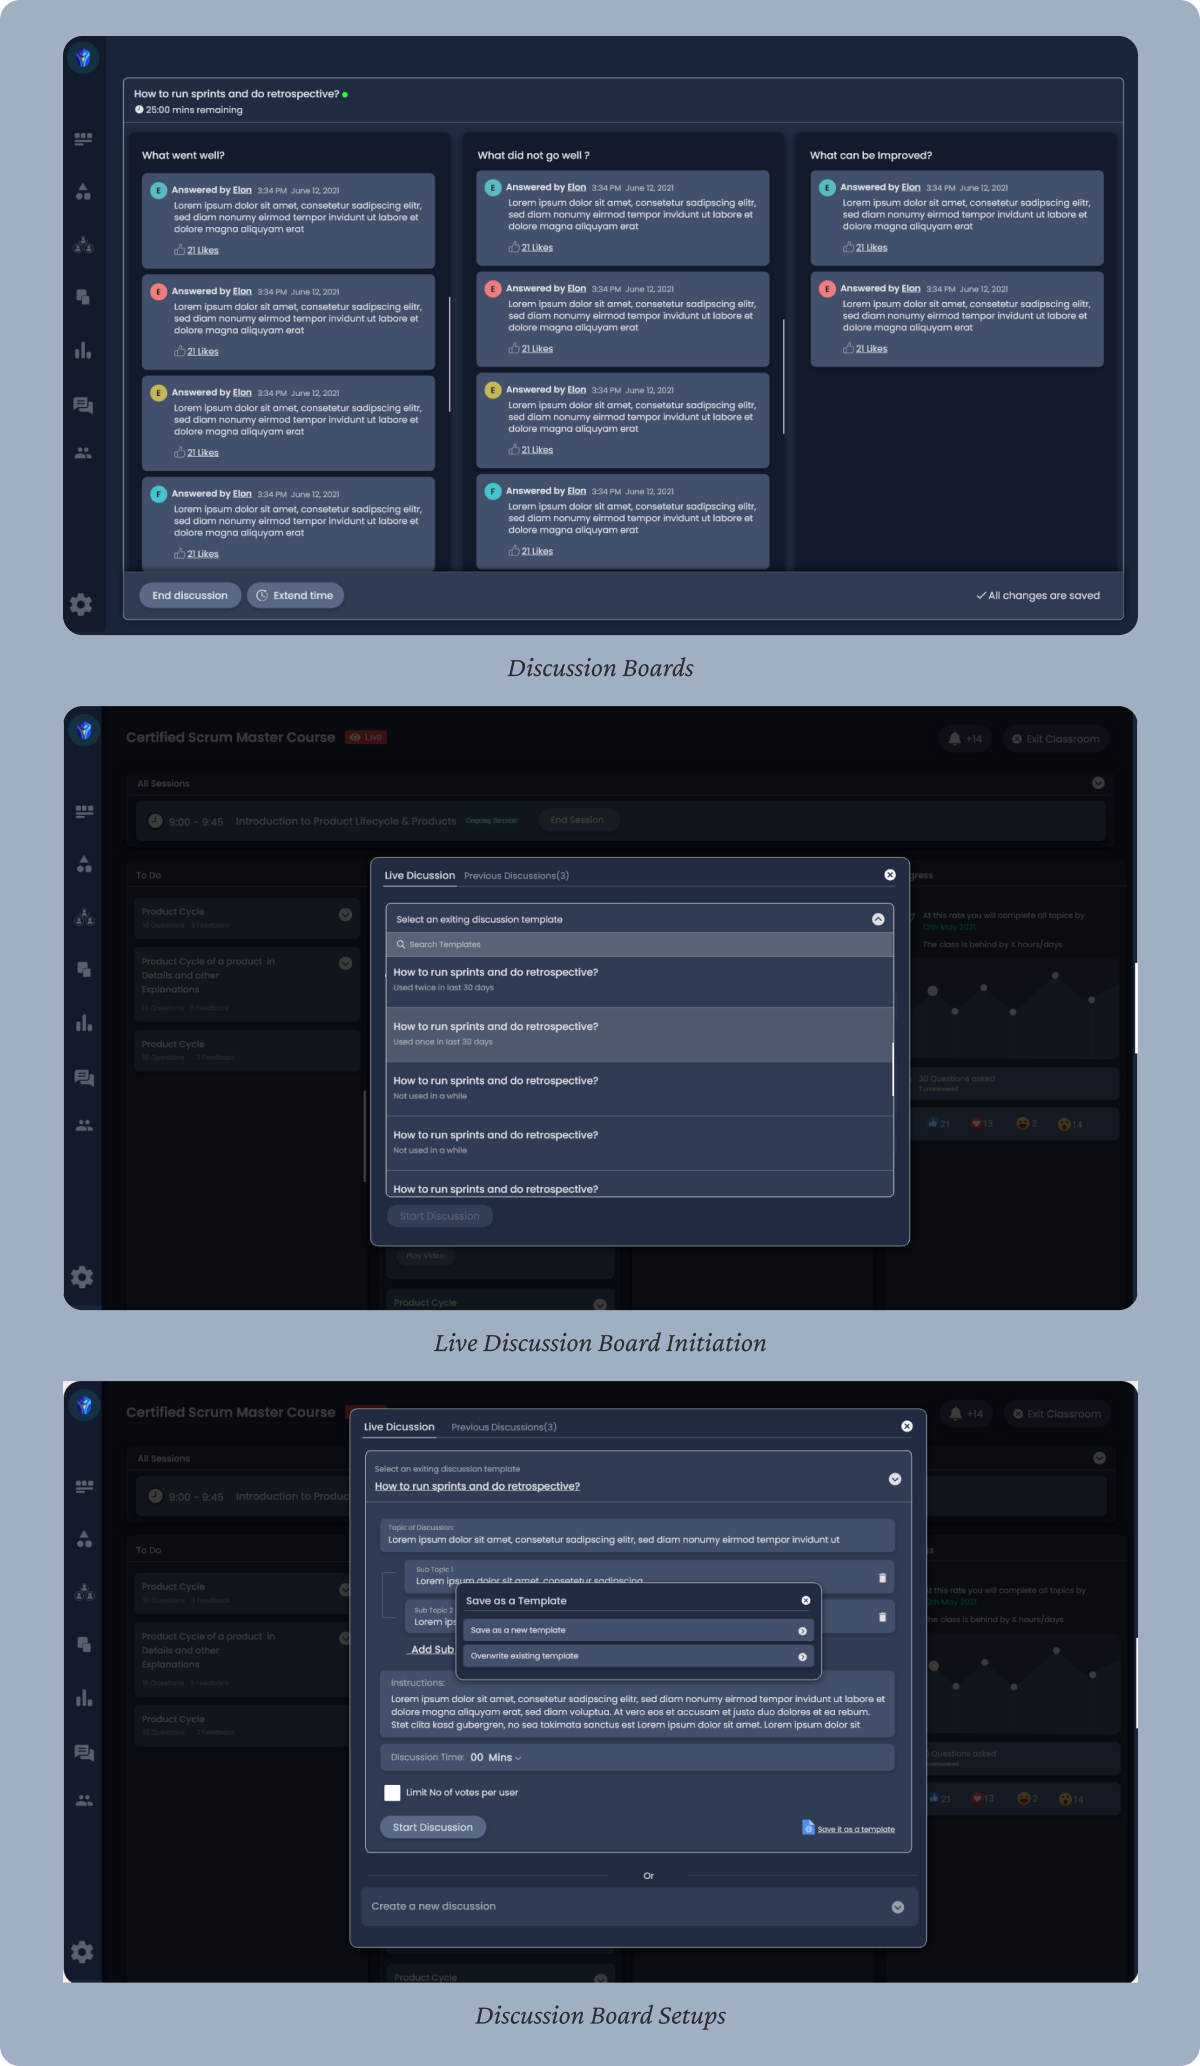 How to run sprints and do retrospective?
25:00 mins remaining
What went well?
E Answered by Elon 3:34 PM June 12, 2021
Lorem ipsum dolor sit amet, consetetur sadipscing elitr,
sed diam nonumy eirmod tempor invidunt ut labore et
dolore magna aliquyam erat
21 Likes
E Answered by Elon 3:34 PM June 12, 2021
Lorem ipsum dolor sit amet, consetetur sadipscing elitr,
sed diam nonumy eirmod tempor invidunt ut labore et
dolore magna aliquyam erat
21 Likes
E Answered by Elon 3:34 PM June 12, 2021
Lorem ipsum dolor sit amet, consetetur sadipscing elitr,
sed diam nonumy eirmod tempor invidunt ut labore et
dolore magna aliquyam erat
21 Likes
F Answered by Elon 3:34 PM June 12, 2021
Lorem ipsum dolor sit amet, consetetur sadipscing elitr,
sed diam nonumy eirmod tempor invidunt ut labore et
dolore magna aliquyam erat
21 Likes
What did not go well ?
E Answered by Elon 3:34 PM June 12, 2021
Lorem ipsum dolor sit amet, consetetur sadipscing elitr,
sed diam nonumy eirmod tempor invidunt ut labore et
dolore magna aliquyam erat
21 Likes
E Answered by Elon 3:34 PM June 12, 2021
Lorem ipsum dolor sit amet, consetetur sadipscing elitr,
sed diam nonumy eirmod tempor invidunt ut labore et
dolore magna aliquyam erat
21 Likes
E Answered by Elon 3:34 PM June 12, 2021
Lorem ipsum dolor sit amet, consetetur sadipscing elitr,
sed diam nonumy eirmod tempor invidunt ut labore et
dolore magna aliquyam erat
21 Likes
F Answered by Elon 3:34 PM June 12, 2021
Lorem ipsum dolor sit amet, consetetur sadipscing elitr,
sed diam nonumy eirmod tempor invidunt ut labore et
dolore magna aliquyam erat
21 Likes
What can be Improved?
E Answered by Elon 3:34 PM June 12, 2021
Lorem ipsum dolor sit amet, consetetur sadipscing elitr,
sed diam nonumy eirmod tempor invidunt ut labore et
dolore magna aliquyam erat
21 Likes
E Answered by Elon 3:34 PM June 12, 2021
Lorem ipsum dolor sit amet, consetetur sadipscing elitr,
sed diam nonumy eirmod tempor invidunt ut labore et
dolore magna aliquyam erat
21 Likes
End discussion
Extend time
All changes are saved
Discussion Boards
Certified Scrum Master Course Live
+14
Exit Classroom
All Sessions
9:00 - 9:45 Introduction to Product Lifecycle & Products Ongoing Session End Session
To Do
Product Cycle
10 Questions 3 Feedback
Product Cycle of a product in
Details and other
Explanations
10 Questions 3 Feedback
Product Cycle
10 Questions 3 Feedback
Live Dicussion Previous Discussions(3)
Select an exiting discussion template
Search Templates
How to run sprints and do retrospective?
Used twice in last 30 days
How to run sprints and do retrospective?
Used once in last 30 days
How to run sprints and do retrospective?
Not used in a while
How to run sprints and do retrospective?
Not used in a while
How to run sprints and do retrospective?
Start Discussion
Play Video
Product Cycle
gress
At this rate you will complete all topics by
12th May 2021
The class is behind by X hours/days
30 Questions asked
7 unanswered
21 13 2 14
Live Discussion Board Initiation
Certified Scrum Master Course
+14
Exit Classroom
All Sessions
9:00 - 9:45 Introduction to Produc
To Do
Product Cycle
10 Questions 3 Feedback
Product Cycle of a product in
Details and other
Explanations
10 Questions 3 Feedback
Product Cycle
10 Questions 3 Feedback
Live Dicussion Previous Discussions(3)
Select an exiting discussion template
How to run sprints and do retrospective?
Topic of Discussion:
Lorem ipsum dolor sit amet, consetetur sadipscing elitr, sed diam nonumy eirmod tempor invidunt ut
Sub Topic 1
Lorem ipsum dolor sit amet, consetetur sadipscing
Sub Topic 2
Lorem ips
Add Sub
Save as a Template
Save as a new template
Overwrite existing template
Instructions:
Lorem ipsum dolor sit amet, consetetur sadipscing elitr, sed diam nonumy eirmod tempor invidunt ut labore et
dolore magna aliquyam erat, sed diam voluptua. At vero eos et accusam et justo duo dolores et ea rebum.
Stet clita kasd gubergren, no sea takimata sanctus est Lorem ipsum dolor sit amet. Lorem ipsum dolor sit
Discussion Time: 00 Mins
Limit No of votes per user
Start Discussion
Save it as a template
Or
Create a new discussion
Product Cycle
ss
t this rate you will complete all topics by
2th May 2021
he class is behind by X hours/days
Questions asked
21 13 2 14
Discussion Board Setups